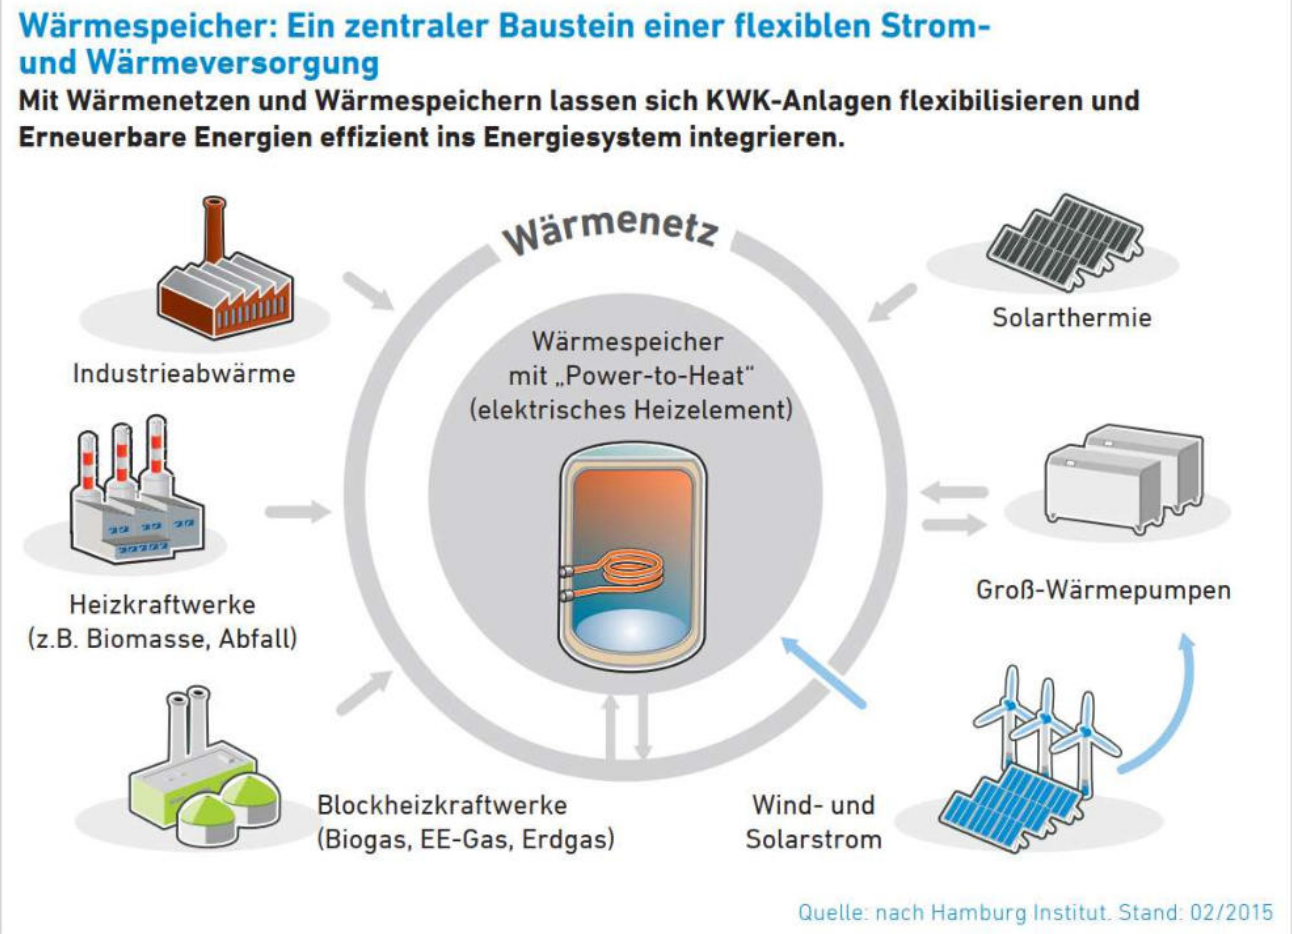 Wärmespeicher: Ein zentraler Baustein einer flexiblen Strom-
und Wärmeversorgung
Mit Wärmenetzen und Wärmespeichern lassen sich KWK-Anlagen flexibilisieren und
Erneuerbare Energien effizient ins Energiesystem integrieren.
Wärmenetz
Wärmespeicher
mit „Power-to-Heat“
(elektrisches Heizelement)
Industrieabwärme
Heizkraftwerke
(z.B. Biomasse, Abfall)
Blockheizkraftwerke
(Biogas, EE-Gas, Erdgas)
Solarthermie
Groß-Wärmepumpen
Wind- und
Solarstrom
Quelle: nach Hamburg Institut. Stand: 02/2015